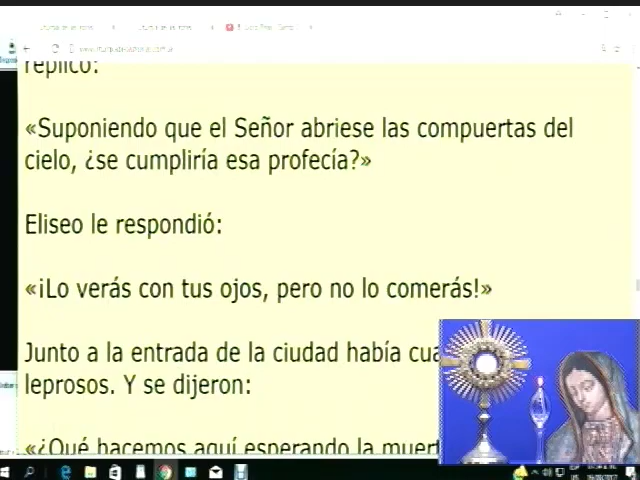 replicó:
«Suponiendo que el Señor abriese las compuertas del
cielo, ¿se cumpliría esa profecía?»
Eliseo le respondió:
«¡Lo verás con tus ojos, pero no lo comerás!»
Junto a la entrada de la ciudad había cua
leprosos. Y se dijeron:
«¿Qué hacemos aquí esperando la muert